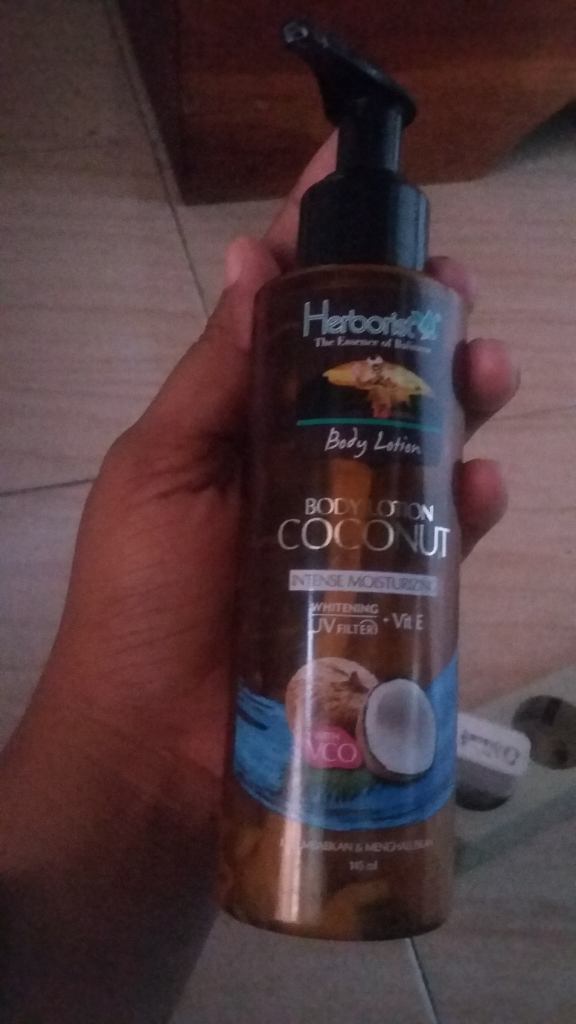 Herborist
The Essence of
Body Lotion
BODY LOTION
COCONUT
INTENSE MOISTURIZING
WHITENING
UV FILTER + Vit E
WITH
VCO
& MENGHALUSKAN
145 ml